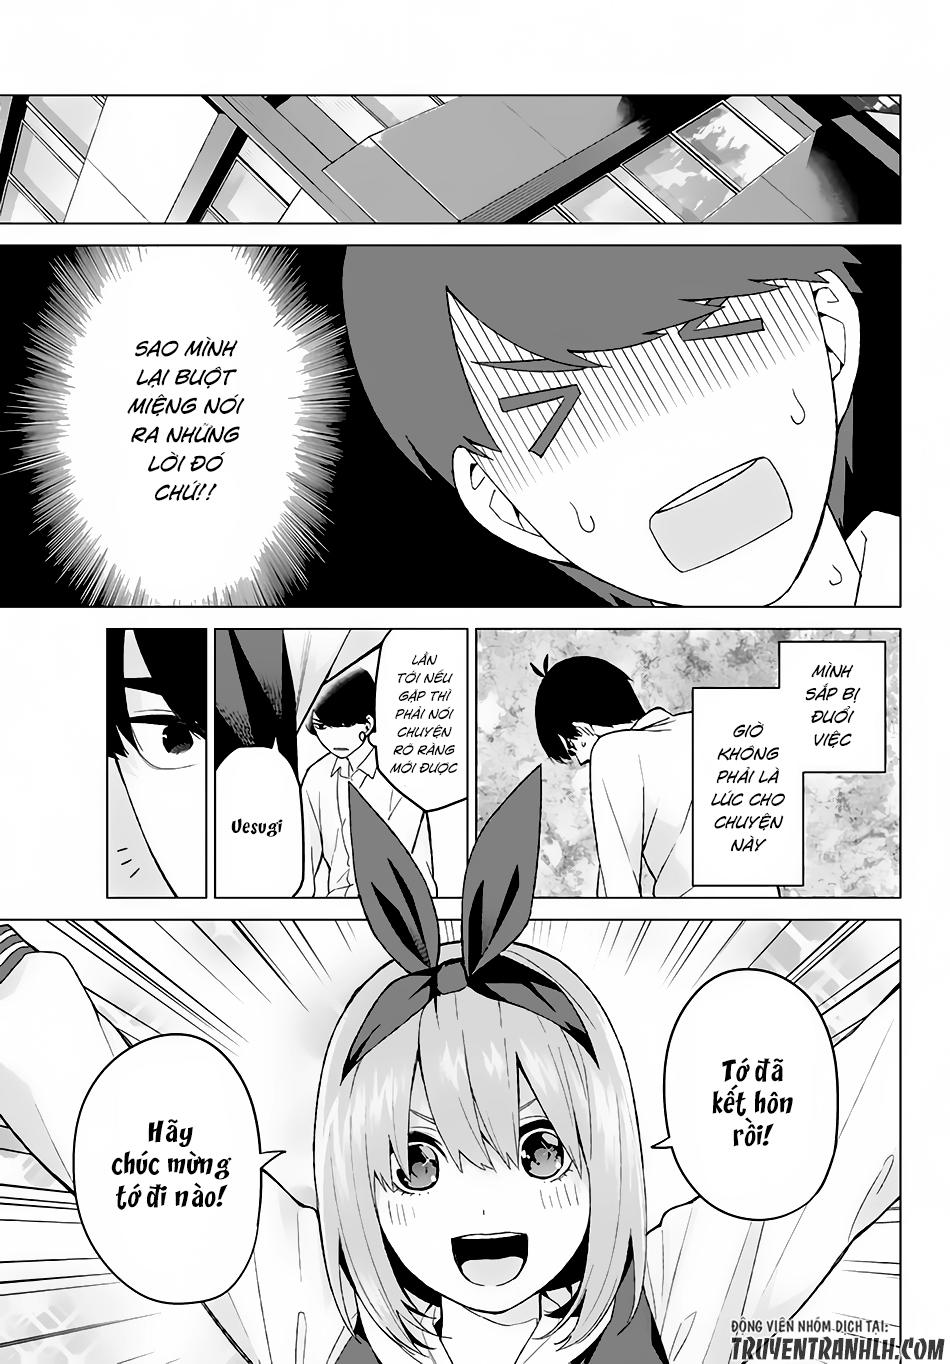 SAO MÌNH
LẠI BUỘT
MIỆNG NÓI
RA NHỮNG
LỜI ĐÓ
CHỨ!!
MÌNH
SẮP BỊ
ĐUỔI
VIỆC
GIỜ
KHÔNG
PHẢI LÀ
LÚC CHO
CHUYỆN
NÀY
LẦN
TỚI NẾU
GẶP THÌ
PHẢI NÓI
CHUYỆN
RÕ RÀNG
MỚI ĐƯỢC
Uesugi
Tớ đã
kết hôn
rồi!
Hãy
chúc mừng
tớ đi nào!
ĐỘNG VIÊN NHÓM DỊCH TẠI:
TRUYENTRANHLH.COM